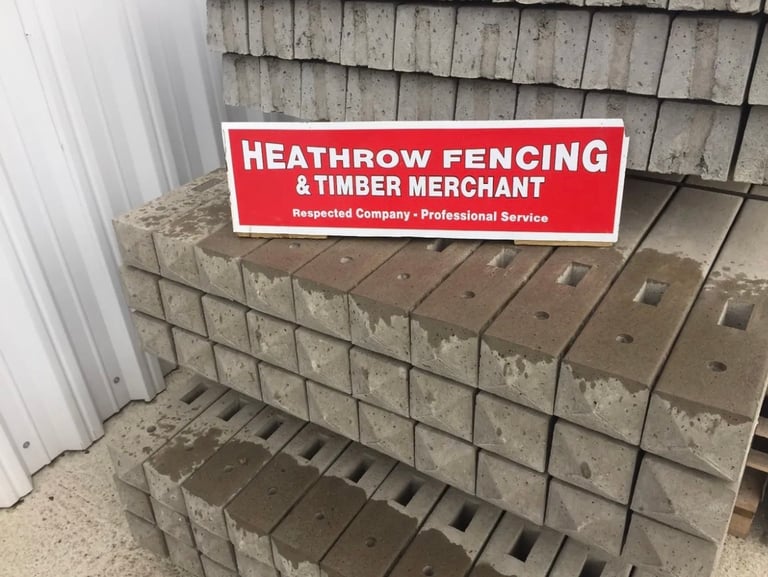 HEATHROW FENCING
& TIMBER MERCHANT
Respected Company - Professional Service